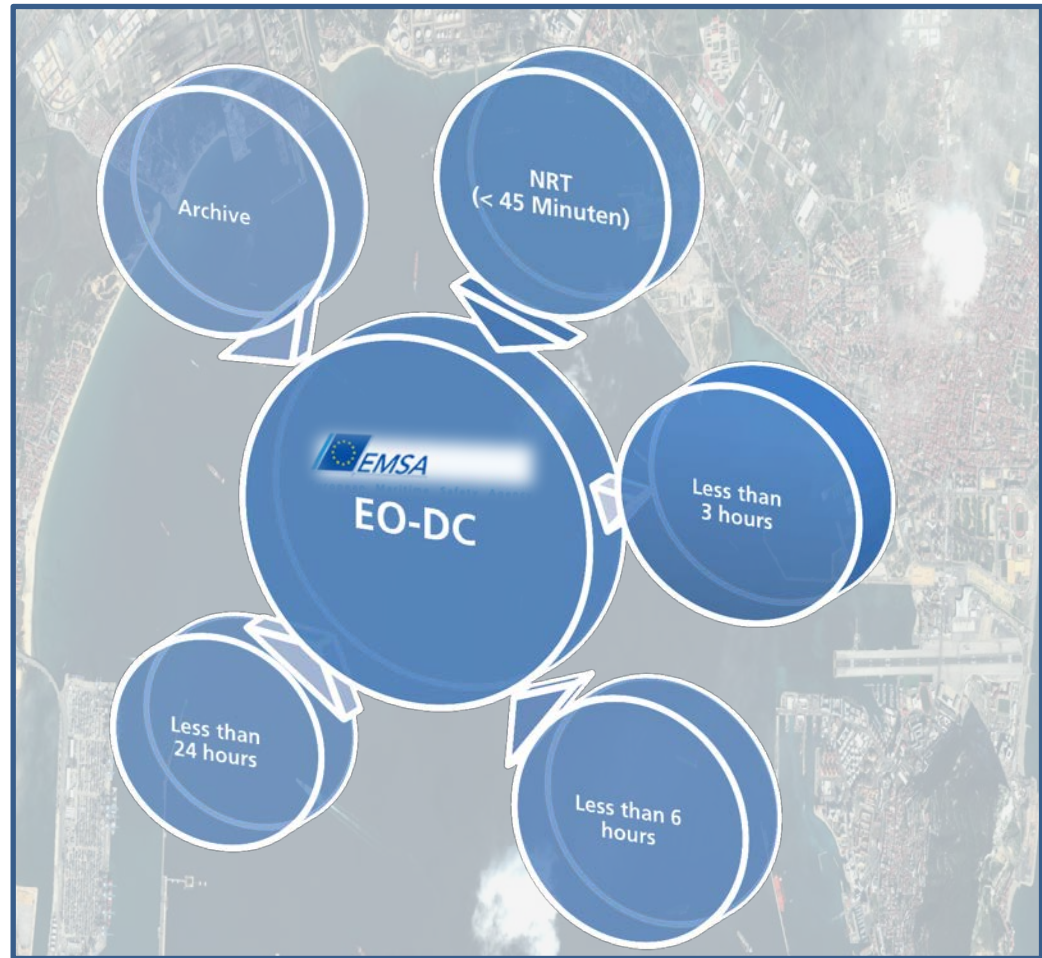 Archive
NRT
(< 45 Minuten)
EMSA
EO-DC
Less than
3 hours
Less than
24 hours
Less than 6
hours